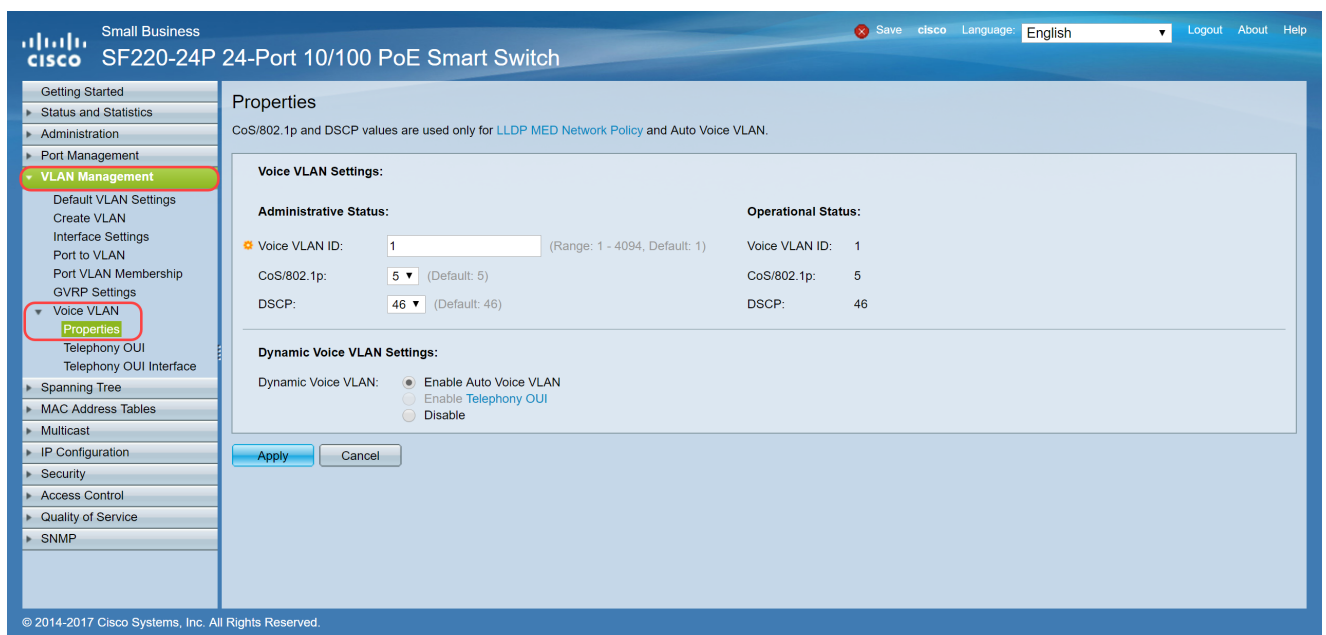 Small Business
CISCO SF220-24P 24-Port 10/100 PoE Smart Switch
Save cisco Language: English Logout About Help
Getting Started
Status and Statistics
Administration
Port Management
VLAN Management
Default VLAN Settings
Create VLAN
Interface Settings
Port to VLAN
Port VLAN Membership
GVRP Settings
Voice VLAN
Properties
Telephony OUI
Telephony OUI Interface
Spanning Tree
MAC Address Tables
Multicast
IP Configuration
Security
Access Control
Quality of Service
SNMP
Properties
CoS/802.1p and DSCP values are used only for LLDP MED Network Policy and Auto Voice VLAN.
Voice VLAN Settings:
Administrative Status: Operational Status:
Voice VLAN ID: 1 (Range: 1 - 4094, Default: 1) Voice VLAN ID: 1
CoS/802.1p: 5 (Default: 5) CoS/802.1p: 5
DSCP: 46 (Default: 46) DSCP: 46
Dynamic Voice VLAN Settings:
Dynamic Voice VLAN: Enable Auto Voice VLAN
Enable Telephony OUI
Disable
Apply Cancel
© 2014-2017 Cisco Systems, Inc. All Rights Reserved.